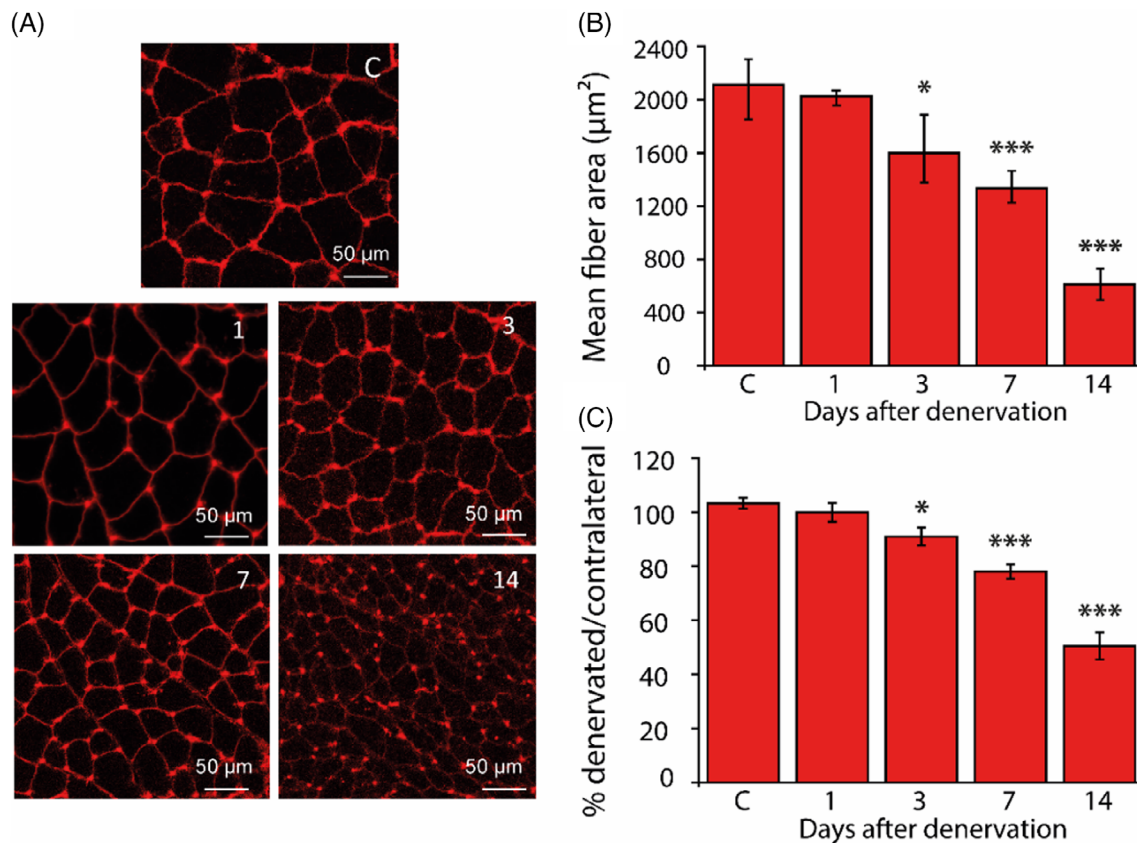 (A)
C
50 µm
1
50 µm
3
50 µm
7
50 µm
14
50 µm
(B)
Mean fiber area (µm²)
2400
2000
1600
1200
800
400
0
*
***
***
C 1 3 7 14
Days after denervation
(C)
% denervated/contralateral
120
100
80
60
40
20
0
*
***
***
C 1 3 7 14
Days after denervation